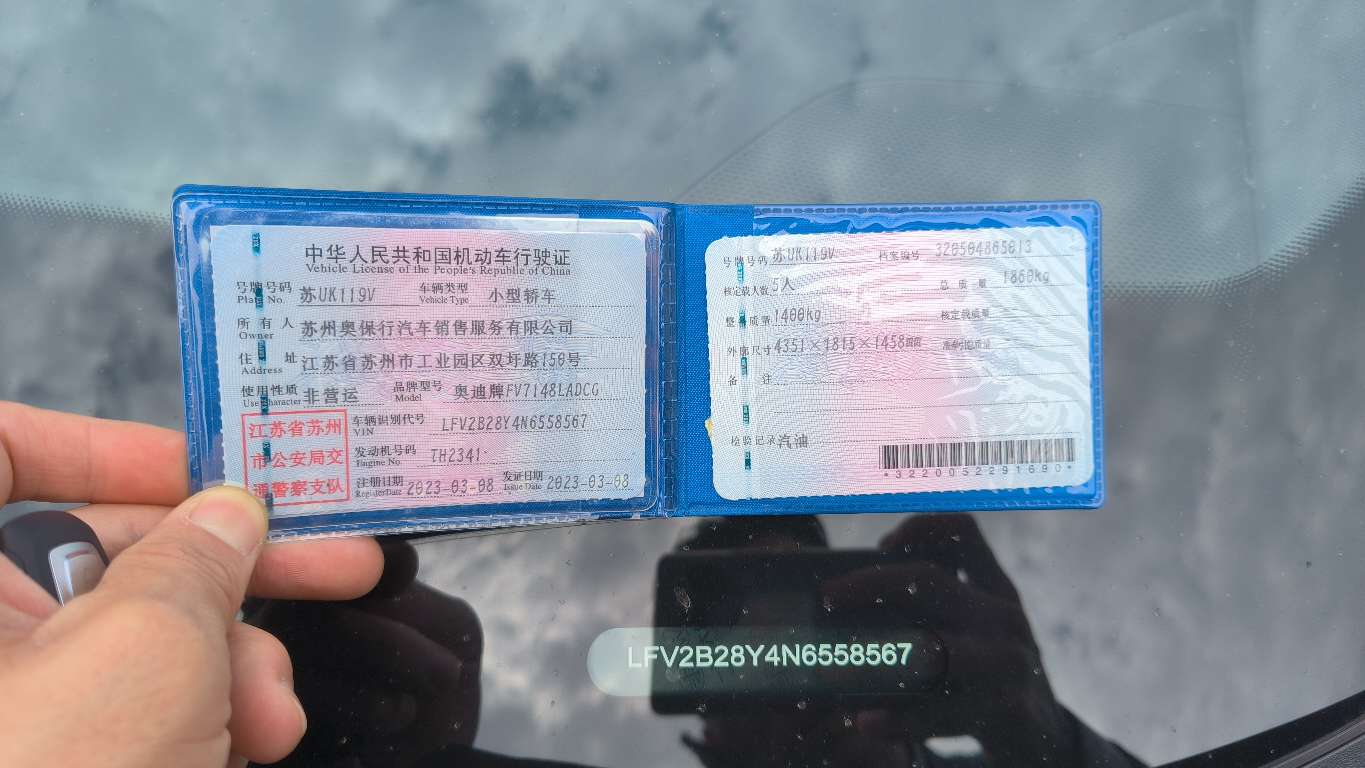 中华人民共和国机动车行驶证
Vehicle License of the People's Republic of China
号牌号码 苏UK119V 车辆类型 小型轿车
Plate No. Vehicle Type
所有人 苏州奥保行汽车销售服务有限公司
Owner
住址 江苏省苏州市工业园区双圩路150号
Address
使用性质 非营运 品牌型号 奥迪牌FV7148LADCG
Use Character Model
江苏省苏州
市公安局交
通警察支队
车辆识别代号 LFV2B28Y4N6558567
VIN
发动机号码 TH2341
Engine No.
注册日期 2023-03-08 发证日期 2023-03-08
Register Date Issue Date
号牌号码 苏UK119V 档案编号 320504865013
核定载人数 5人 总质量 1860kg
整备质量 1400kg 核定载质量 --
外廓尺寸 4351×1815×1458mm 准牵引总质量 --
备注
检验记录 汽油
*3220052291690*
LFV2B28Y4N6558567